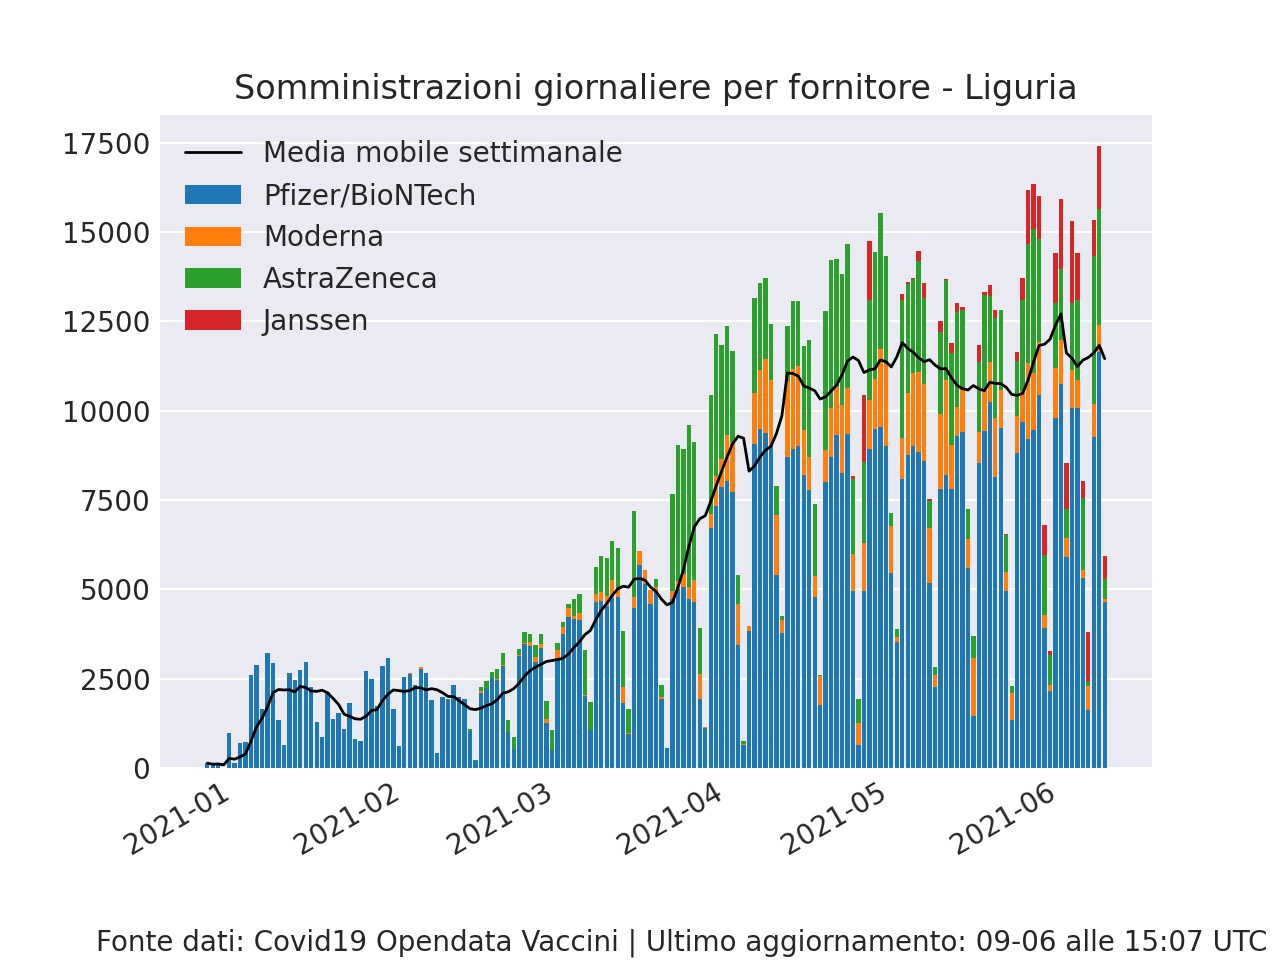 Somministrazioni giornaliere per fornitore - Liguria
17500
15000
12500
10000
7500
5000
2500
0
Media mobile settimanale
Pfizer/BioNTech
Moderna
AstraZeneca
Janssen
2021-01
2021-02
2021-03
2021-04
2021-05
2021-06
Fonte dati: Covid19 Opendata Vaccini | Ultimo aggiornamento: 09-06 alle 15:07 UTC